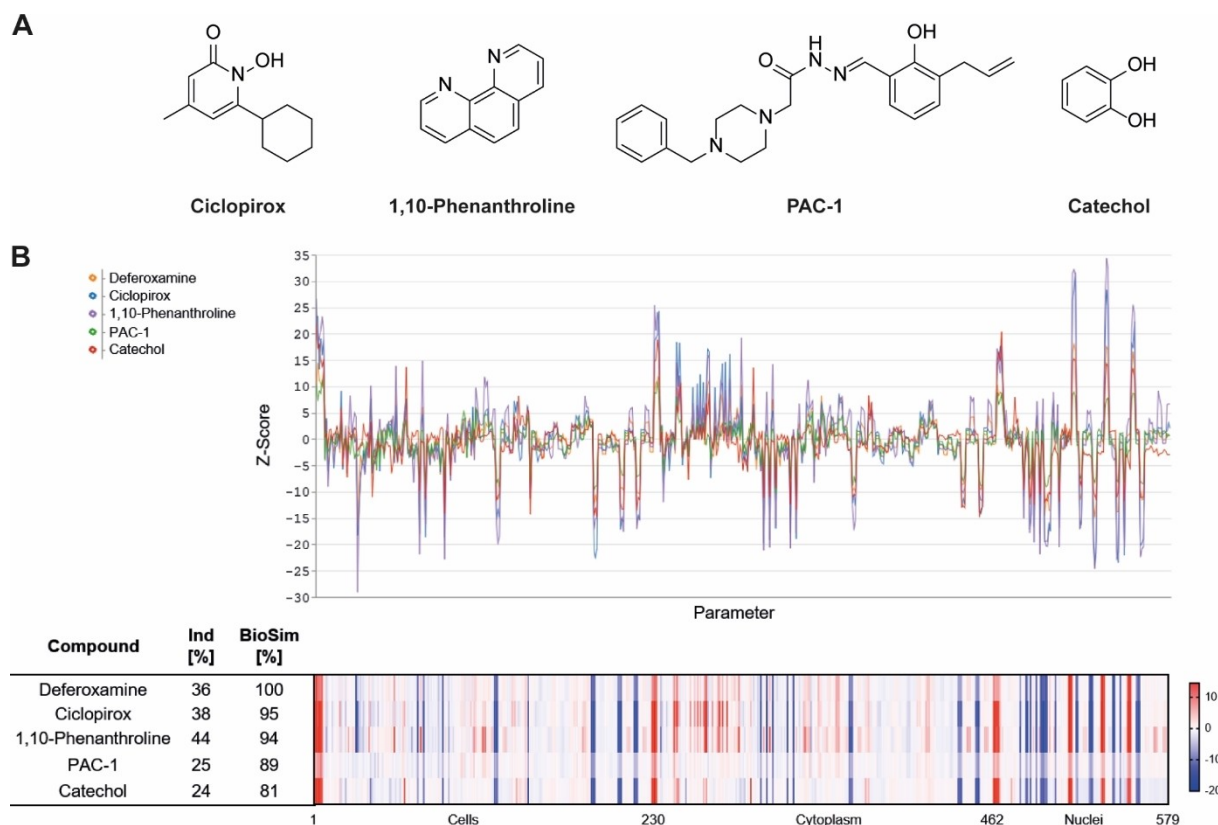 A
O
OH
N
N
N
O
H
N
N
OH
N
N
OH
OH
Ciclopirox
1,10-Phenanthroline
PAC-1
Catechol
B
Deferoxamine
Ciclopirox
1,10-Phenanthroline
PAC-1
Catechol
Z-Score
35
30
25
20
15
10
5
0
−5
−10
−15
−20
−25
−30
Parameter
Compound Ind [%] BioSim [%]
Deferoxamine 36 100
Ciclopirox 38 95
1,10-Phenanthroline 44 94
PAC-1 25 89
Catechol 24 81
10
0
-10
-20
1 Cells 230 Cytoplasm 462 Nuclei 579